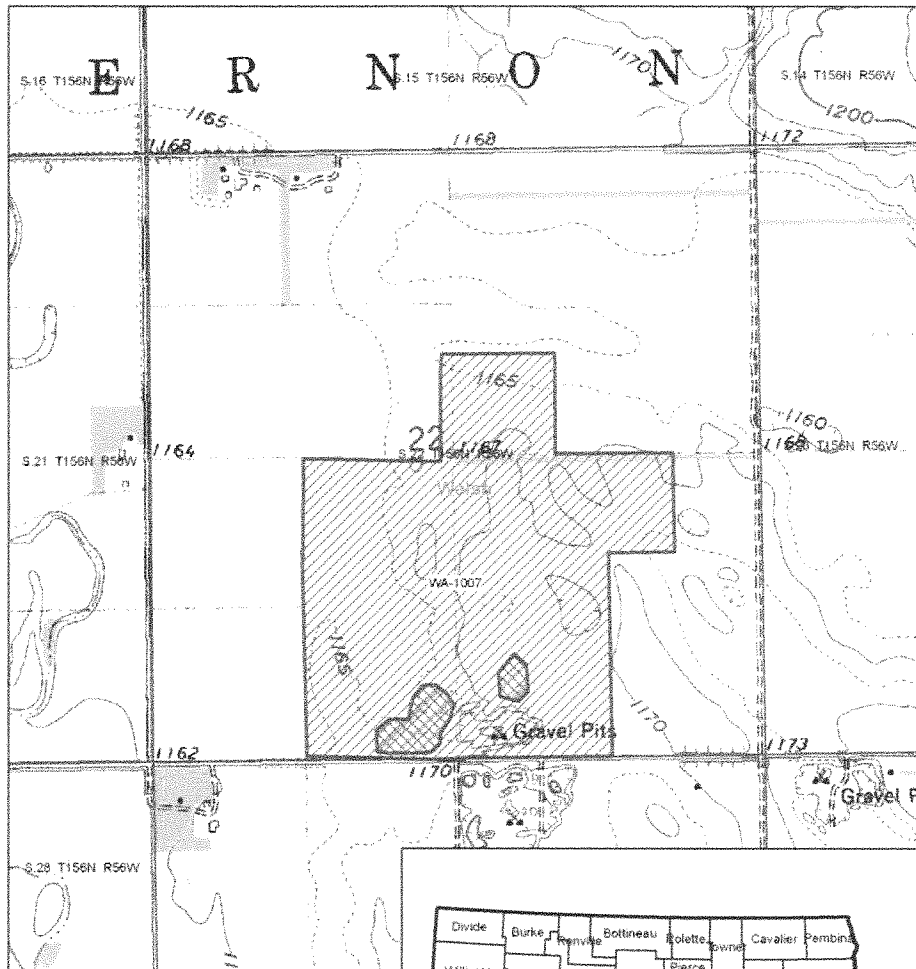 E R N O N
S.16 T156N R56W
S.15 T156N R56W
S.14 T156N R56W
1170
1200
1165
1168
1168
1172
1165
1160
22
1167
S.21 T156N R56W
1164
T156N R56W
Walsh
WA-1007
1165
1170
Gravel Pits
1162
1170
1173
Gravel P
S.28 T156N R56W
Divide
Burke
Renville
Bottineau
Rolette
Towner
Cavalier
Pembina
Pierce